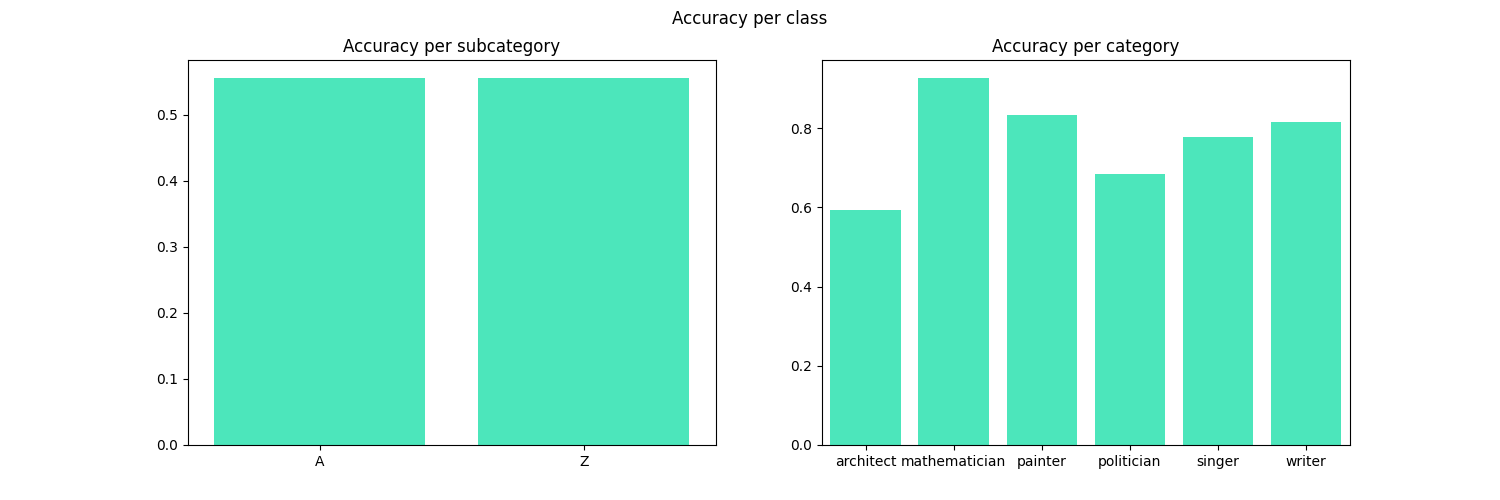 Accuracy per class
Accuracy per subcategory
0.5
0.4
0.3
0.2
0.1
0.0
A Z
Accuracy per category
0.8
0.6
0.4
0.2
0.0
architect mathematician painter politician singer writer